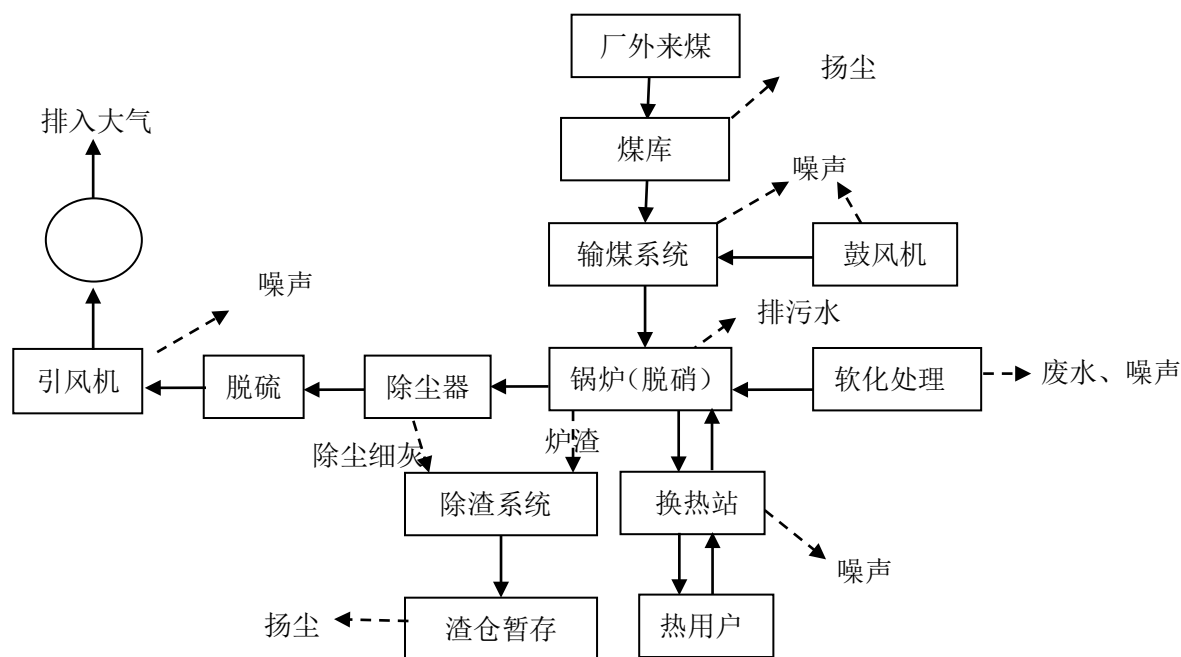 厂外来煤
扬尘
排入大气
煤库
噪声
输煤系统
鼓风机
噪声
排污水
引风机
脱硫
除尘器
锅炉（脱硝）
软化处理
废水、噪声
除尘细灰
炉渣
除渣系统
换热站
噪声
扬尘
渣仓暂存
热用户